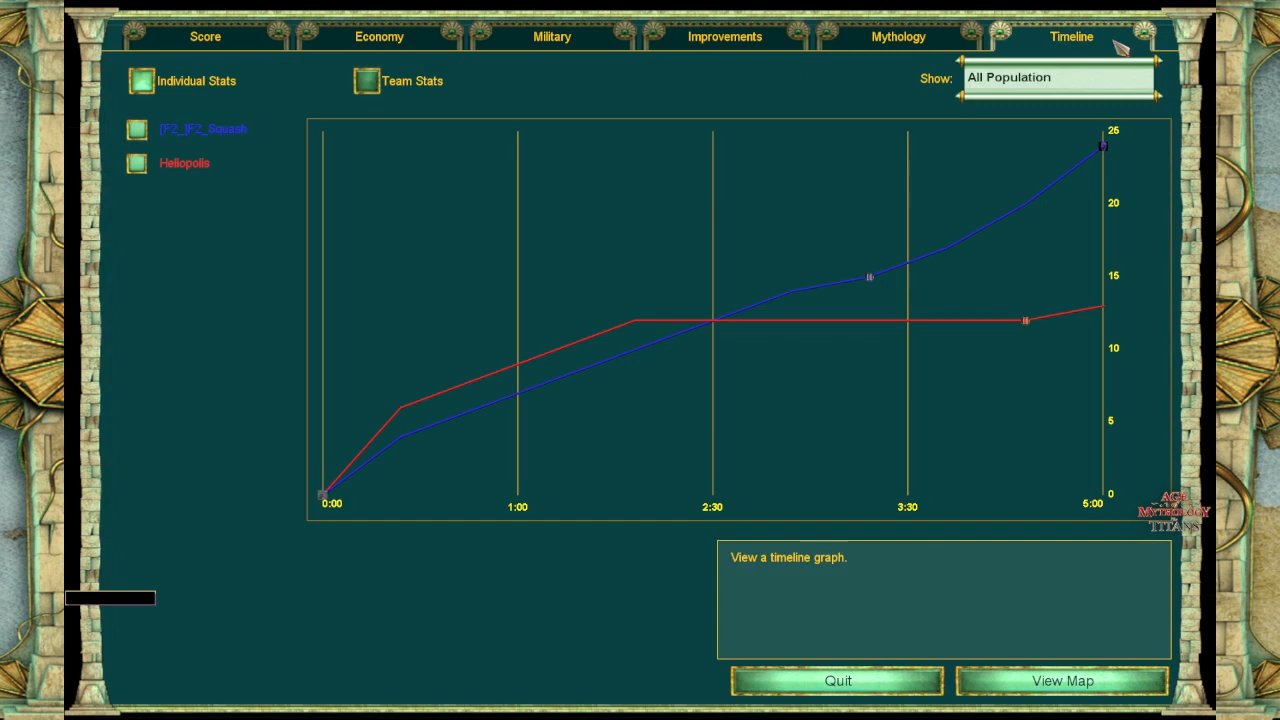 Score
Economy
Military
Improvements
Mythology
Timeline
Individual Stats
Team Stats
Show:
All Population
[F2_]F2_Squash
Heliopolis
26
20
15
10
5
0
0:00
1:00
2:30
3:30
5:00
AGE
OF
MYTHOLOGY
THE
TITANS
View a timeline graph.
Quit
View Map